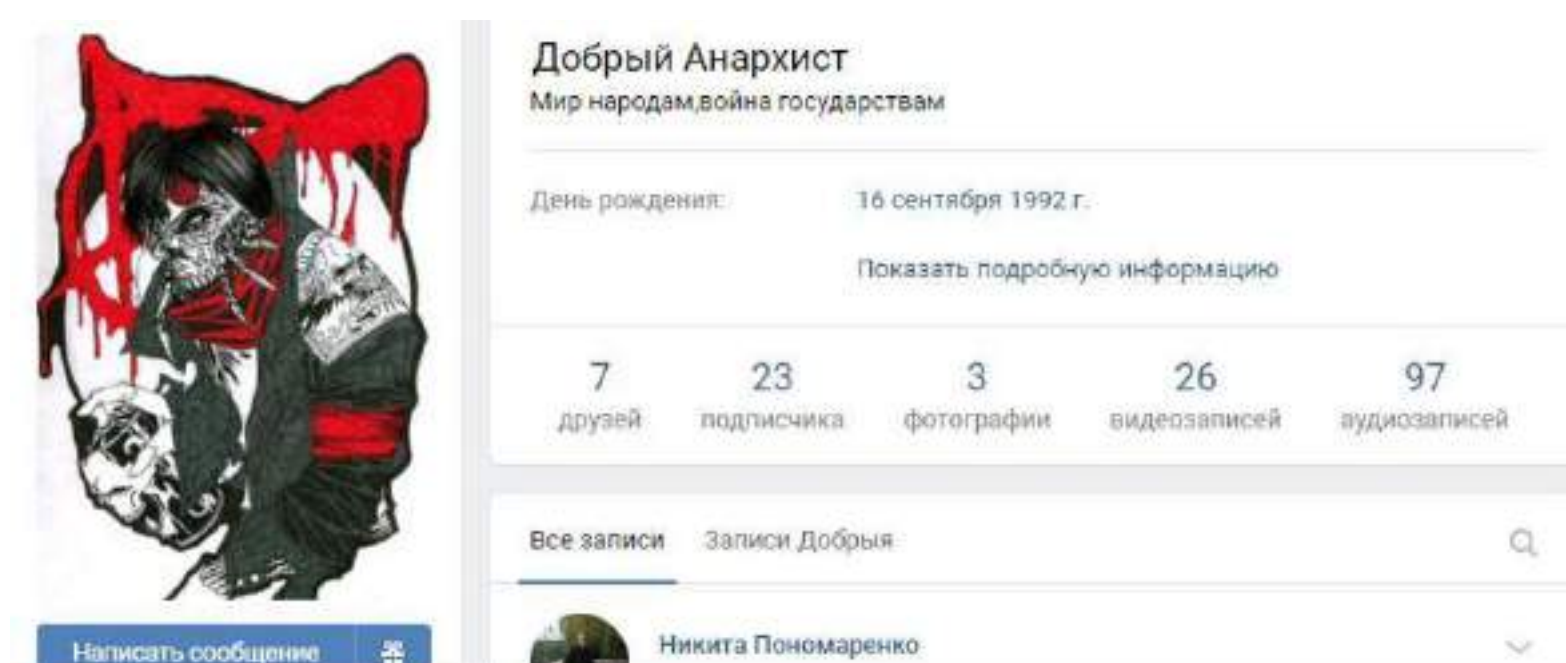 Добрый Анархист
Мир народам,война государствам
День рождения: 16 сентября 1992 г.
Показать подробную информацию
7 23 3 26 97
друзей подписчика фотографии видеозаписей аудиозаписей
Все записи Записи Добрыя
Никита Пономаренко
Написать сообщение